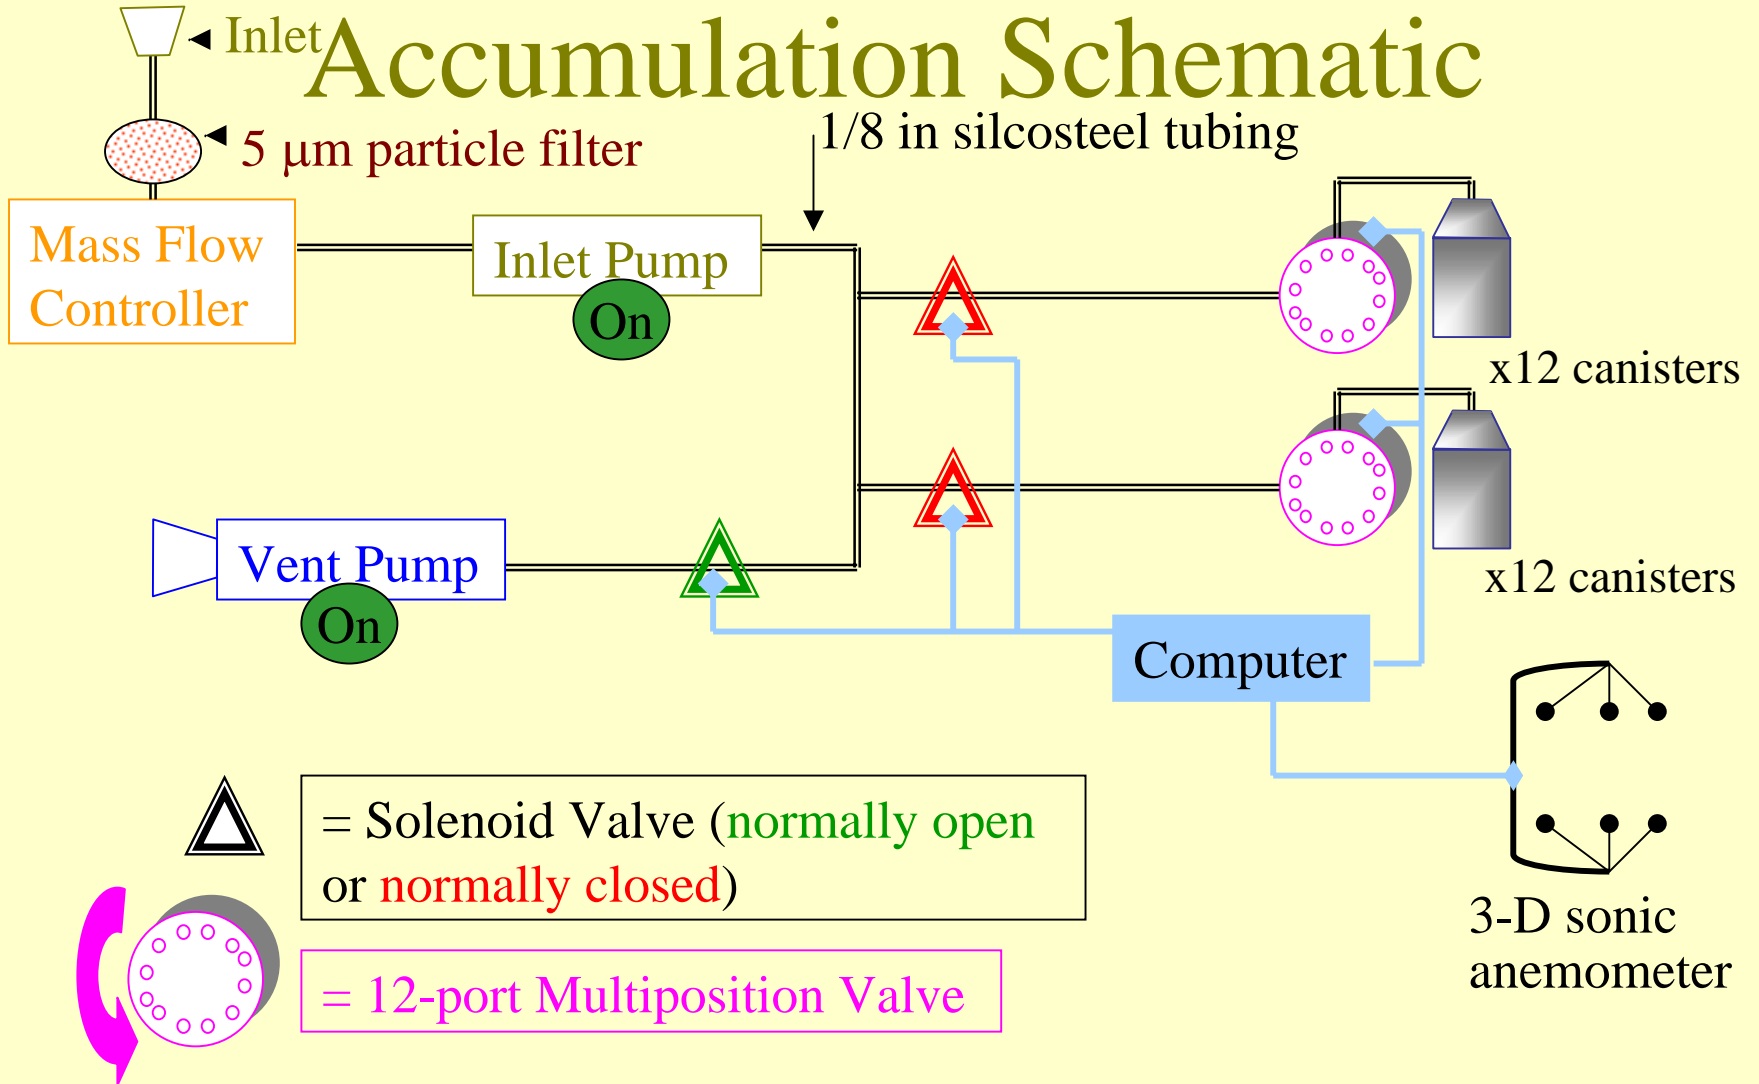 Accumulation Schematic
Inlet
5 μm particle filter
1/8 in silcosteel tubing
Mass Flow
Controller
Inlet Pump
On
x12 canisters
x12 canisters
Vent Pump
On
Computer
= Solenoid Valve (normally open
or normally closed)
3-D sonic
anemometer
= 12-port Multiposition Valve